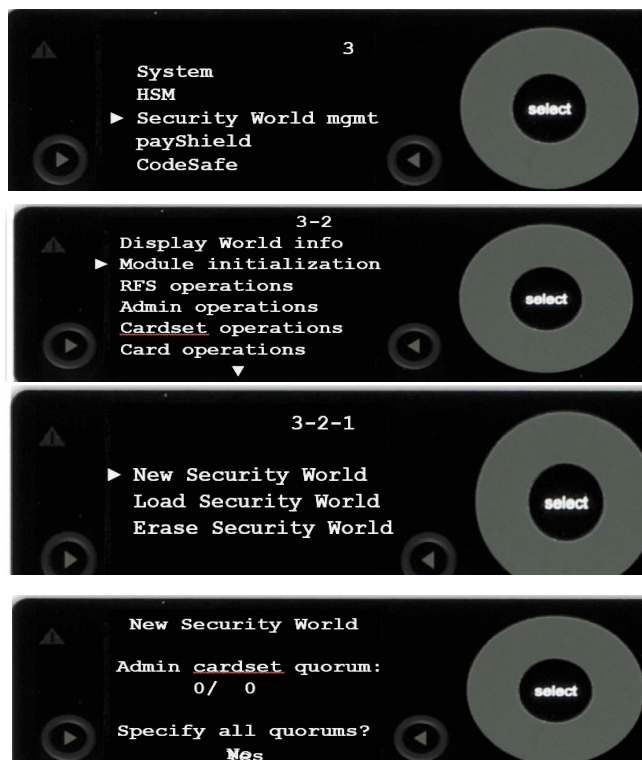 3
System
HSM
▶ Security World mgmt
payShield
CodeSafe
select
3-2
Display World info
▶ Module initialization
RFS operations
Admin operations
Cardset operations
Card operations
▼
select
3-2-1
▶ New Security World
Load Security World
Erase Security World
select
New Security World
Admin cardset quorum:
0/ 0
select
Specify all quorums?